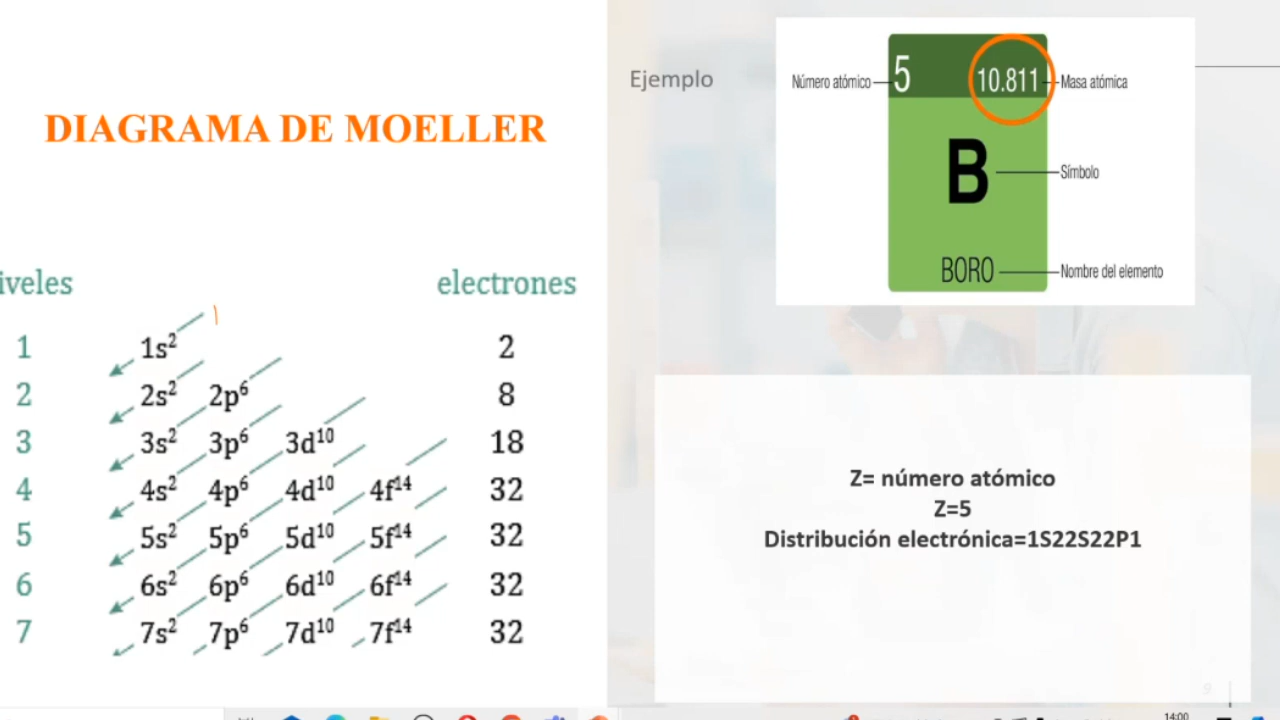 DIAGRAMA DE MOELLER
iveles electrones
1 1s² 2
2 2s² 2p⁶ 8
3 3s² 3p⁶ 3d¹⁰ 18
4 4s² 4p⁶ 4d¹⁰ 4f¹⁴ 32
5 5s² 5p⁶ 5d¹⁰ 5f¹⁴ 32
6 6s² 6p⁶ 6d¹⁰ 6f¹⁴ 32
7 7s² 7p⁶ 7d¹⁰ 7f¹⁴ 32
Ejemplo
Número atómico 5 10.811 Masa atómica
B Símbolo
BORO Nombre del elemento
Z= número atómico
Z=5
Distribución electrónica=1S22S22P1
9
14:00